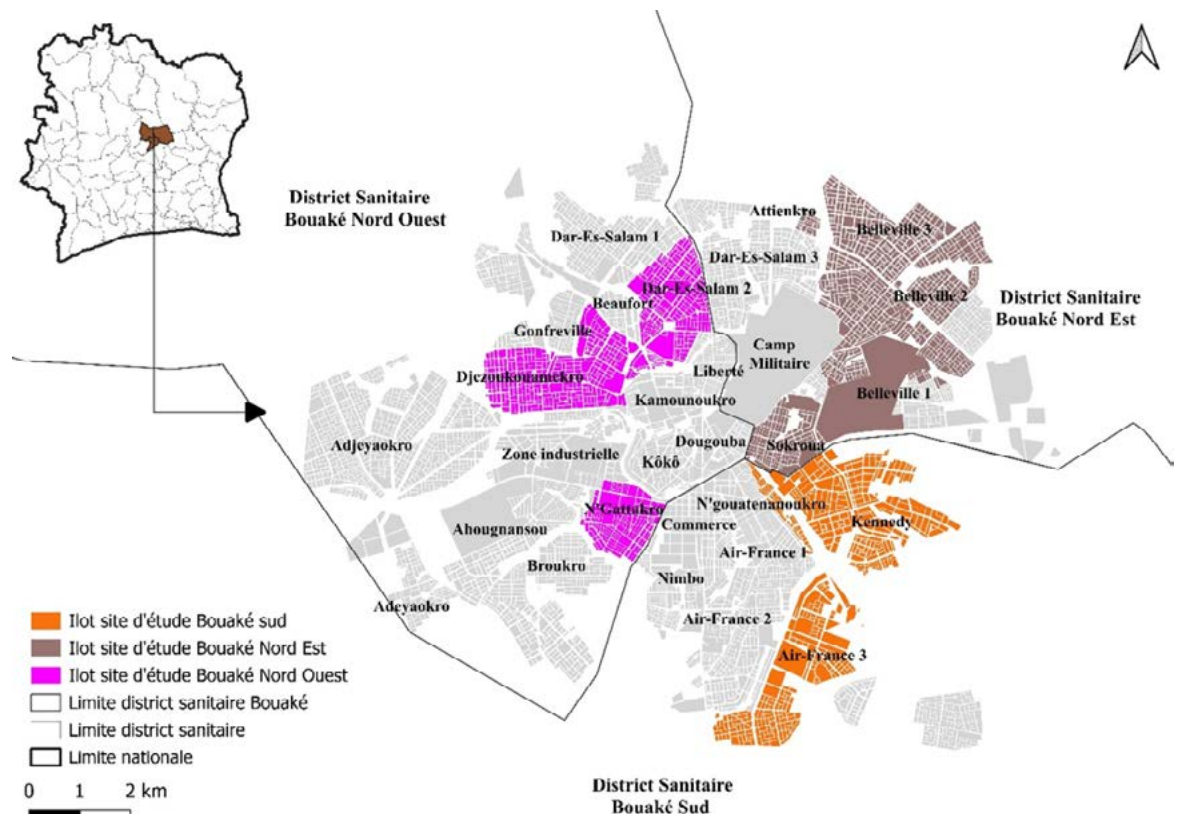 District Sanitaire
Bouaké Nord Ouest
Attienkro
Belleville 3
Dar-Es-Salam 1
Dar-Es-Salam 3
Dar-Es-Salam 2
Belleville 2
District Sanitaire
Bouaké Nord Est
Beaufort
Gonfreville
Camp
Militaire
Liberté
Djezoukouamekro
Belleville 1
Kamounoukro
Dougouba
Sokroua
Adjeyaokro
Zone industrielle
Kôkô
N'Gattakro
N'gouatenanoukro
Commerce
Kennedy
Ahougnansou
Air-France 1
Broukro
Nimbo
Adeyaokro
Air-France 2
Air-France 3
Ilot site d'étude Bouaké sud
Ilot site d'étude Bouaké Nord Est
Ilot site d'étude Bouaké Nord Ouest
Limite district sanitaire Bouaké
Limite district sanitaire
Limite nationale
0 1 2 km
District Sanitaire
Bouaké Sud